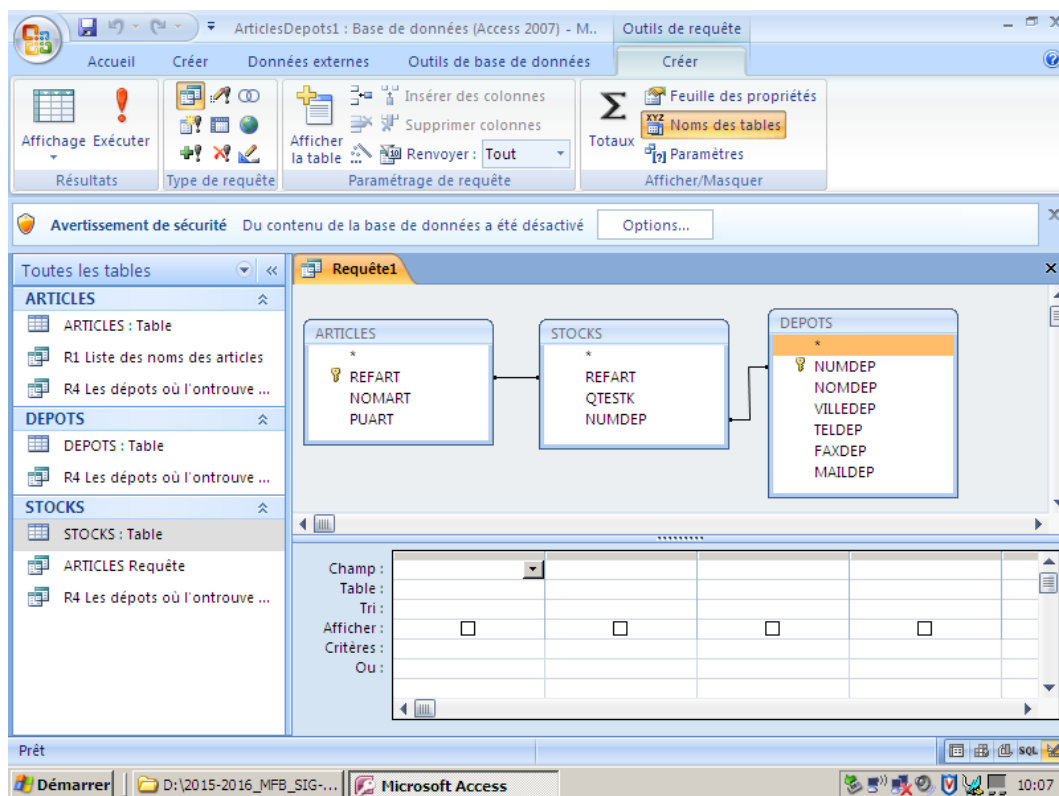 ArticlesDepots1 : Base de données (Access 2007) - M.. Outils de requête
Accueil Créer Données externes Outils de base de données Créer
Affichage Exécuter
Résultats
Type de requête
Afficher la table
Insérer des colonnes
Supprimer colonnes
Renvoyer : Tout
Paramétrage de requête
Σ
Totaux
Feuille des propriétés
XYZ Noms des tables
[?] Paramètres
Afficher/Masquer
Avertissement de sécurité Du contenu de la base de données a été désactivé Options...
Toutes les tables «
ARTICLES
ARTICLES : Table
R1 Liste des noms des articles
R4 Les dépots où l'ontrouve ...
DEPOTS
DEPOTS : Table
R4 Les dépots où l'ontrouve ...
STOCKS
STOCKS : Table
ARTICLES Requête
R4 Les dépots où l'ontrouve ...
Requête1
ARTICLES
*
REFART
NOMART
PUART
STOCKS
*
REFART
QTESTK
NUMDEP
DEPOTS
*
NUMDEP
NOMDEP
VILLEDEP
TELDEP
FAXDEP
MAILDEP
Champ :
Table :
Tri :
Afficher :
Critères :
Ou :
Prêt SQL
Démarrer D:\2015-2016_MFB_SIG-... Microsoft Access 10:07